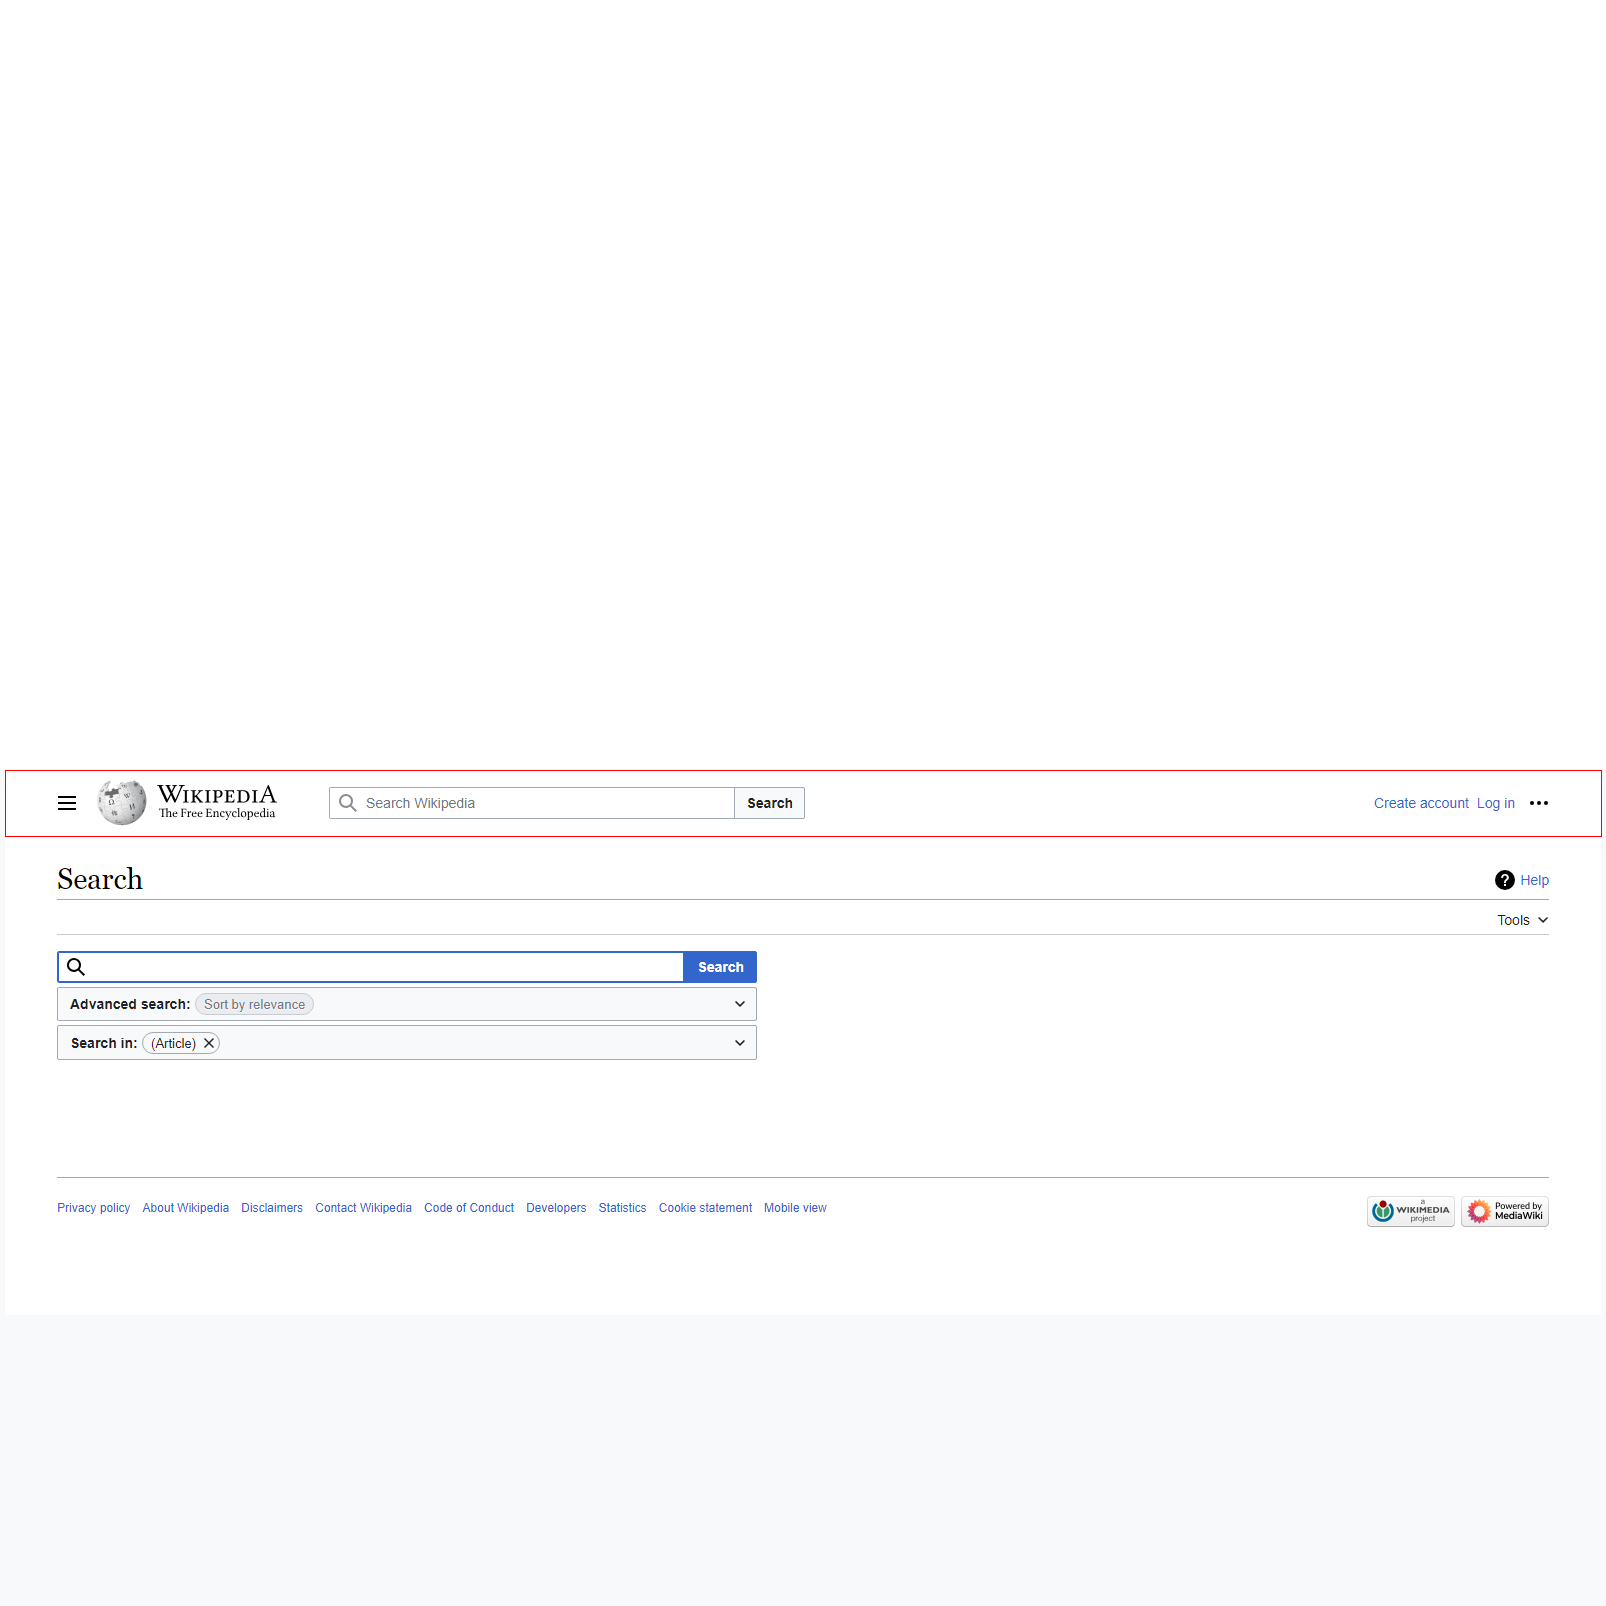 WIKIPEDIA
The Free Encyclopedia
Search Wikipedia
Search
Create account Log in
Search
Help
Tools
Search
Advanced search: Sort by relevance
Search in: (Article)
Privacy policy About Wikipedia Disclaimers Contact Wikipedia Code of Conduct Developers Statistics Cookie statement Mobile view
a
WIKIMEDIA
project
Powered by
MediaWiki